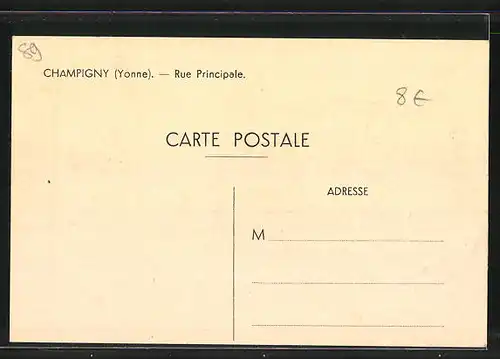 89
CHAMPIGNY (Yonne). — Rue Principale.
8€
CARTE POSTALE
ADRESSE
M